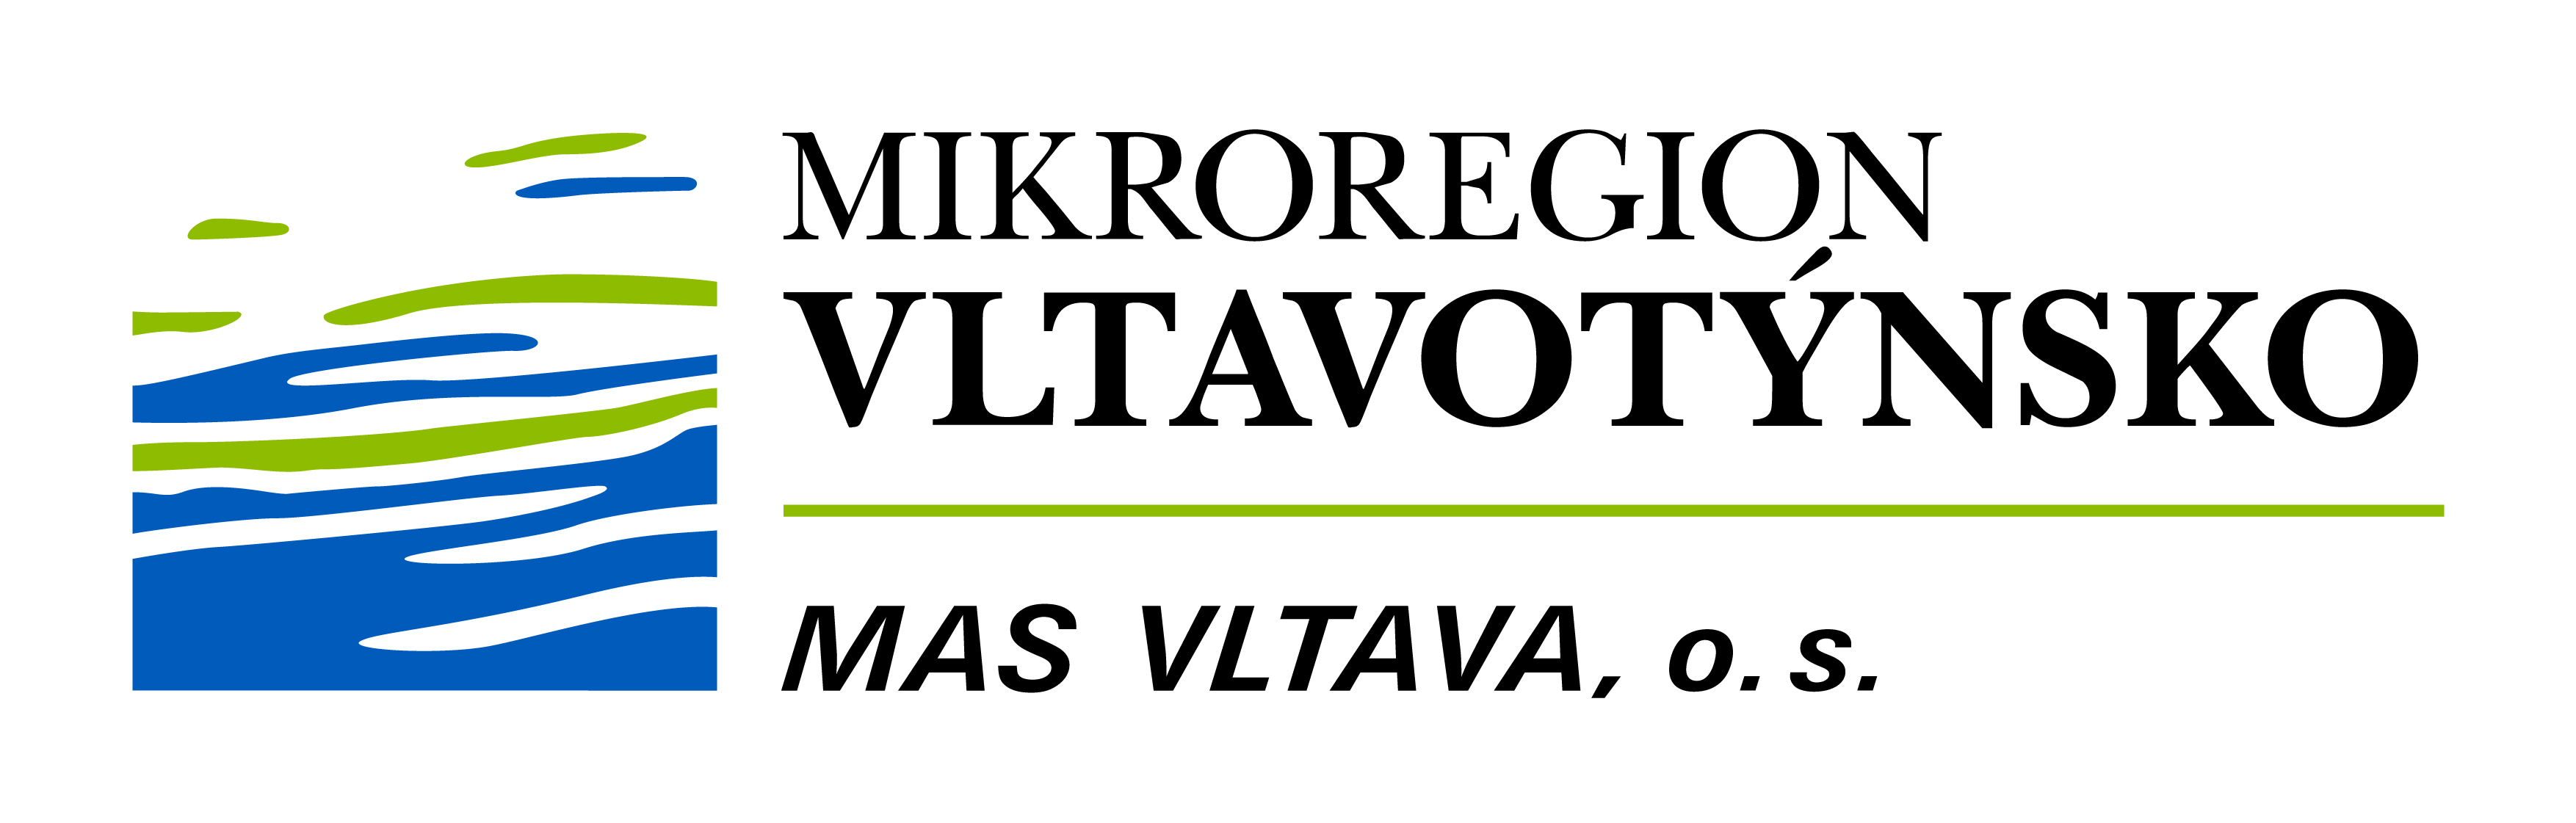 MIKROREGION
VLTAVOTÝNSKO
MAS VLTAVA, o. s.